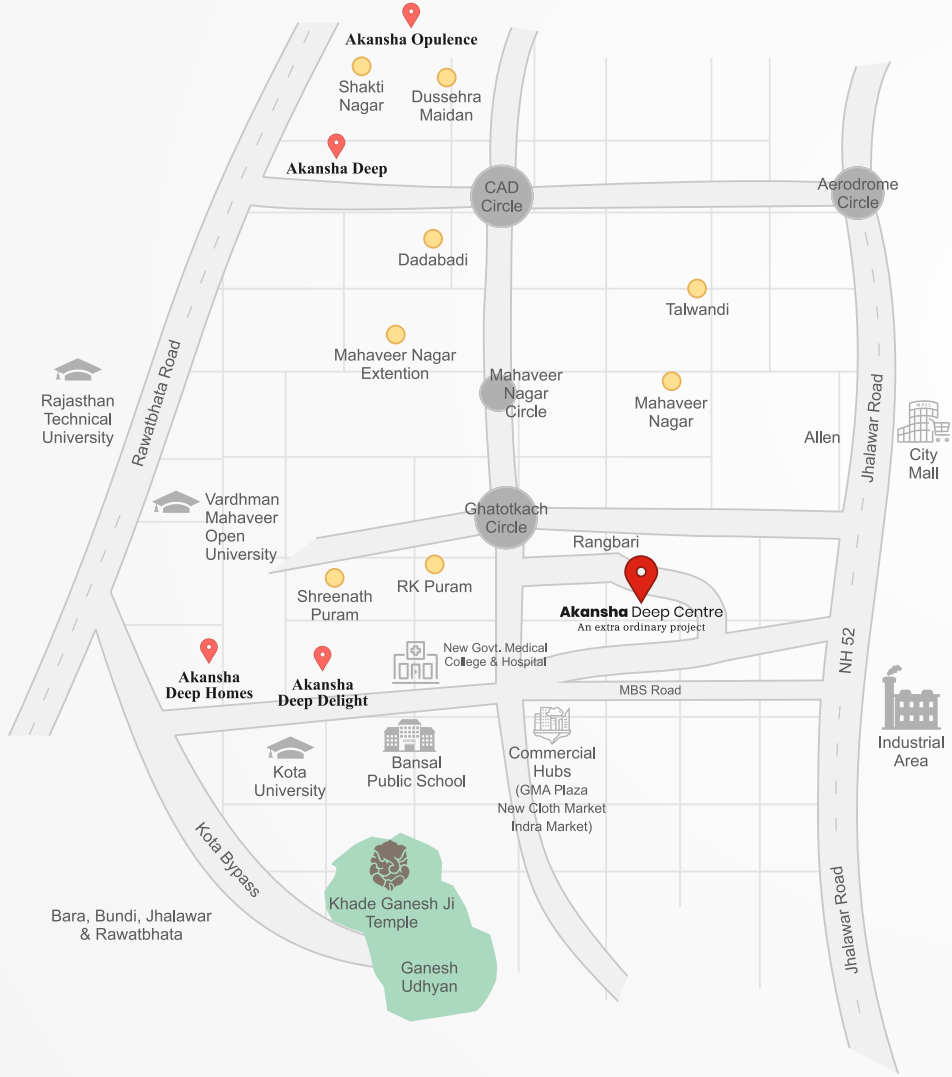 Akansha Opulence
Shakti
Nagar
Dussehra
Maidan
Akansha Deep
CAD
Circle
Aerodrome
Circle
Dadabadi
Talwandi
Mahaveer Nagar
Extention
Mahaveer
Nagar
Circle
Mahaveer
Nagar
Rawatbhata Road
Rajasthan
Technical
University
Jhalawar Road
Allen
MALL
City
Mall
Vardhman
Mahaveer
Open
University
Ghatotkach
Circle
Rangbari
RK Puram
Shreenath
Puram
Akansha Deep Centre
An extra ordinary project
NH 52
New Govt. Medical
College & Hospital
Akansha
Deep Homes
Akansha
Deep Delight
MBS Road
Kota
University
Bansal
Public School
Commercial
Hubs
(GMA Plaza
New Cloth Market
Indra Market)
Industrial
Area
Kota Bypass
Khade Ganesh Ji
Temple
Bara, Bundi, Jhalawar
& Rawatbhata
Ganesh
Udhyan
Jhalawar Road